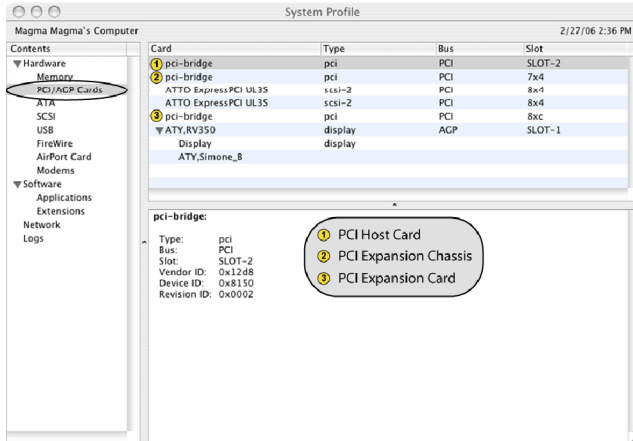 System Profile
Magma Magma's Computer 2/27/06 2:36 PM
Contents
Hardware
Memory
PCI/AGP Cards
ATA
SCSI
USB
FireWire
AirPort Card
Modems
Software
Applications
Extensions
Network
Logs
Card Type Bus Slot
1 pci-bridge pci PCI SLOT-2
2 pci-bridge pci PCI 7x4
ATTO ExpressPCI UL3S scsi-2 PCI 8x4
ATTO ExpressPCI UL3S scsi-2 PCI 8x4
3 pci-bridge pci PCI 8xc
ATY,RV350 display AGP SLOT-1
Display display
ATY,Simone_B
pci-bridge:
Type: pci
Bus: PCI
Slot: SLOT-2
Vendor ID: 0x12d8
Device ID: 0x8150
Revision ID: 0x0002
1 PCI Host Card
2 PCI Expansion Chassis
3 PCI Expansion Card